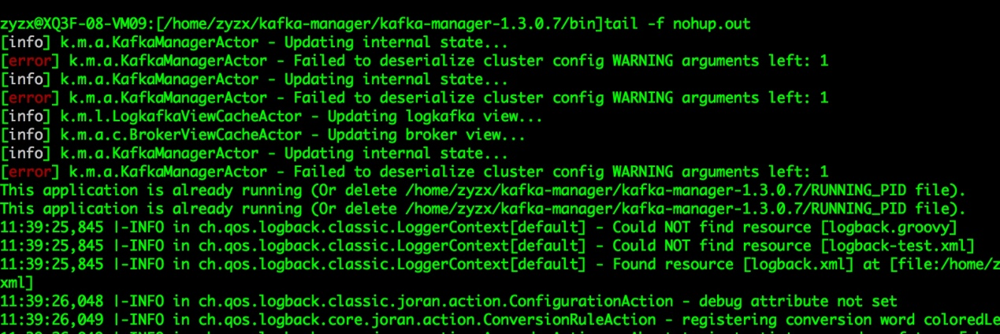 zyzx@XQ3F-08-VM09:[/home/zyzx/kafka-manager/kafka-manager-1.3.0.7/bin]tail -f nohup.out
[info] k.m.a.KafkaManagerActor - Updating internal state...
[error] k.m.a.KafkaManagerActor - Failed to deserialize cluster config WARNING arguments left: 1
[info] k.m.a.KafkaManagerActor - Updating internal state...
[error] k.m.a.KafkaManagerActor - Failed to deserialize cluster config WARNING arguments left: 1
[info] k.m.l.LogkafkaViewCacheActor - Updating logkafka view...
[info] k.m.a.c.BrokerViewCacheActor - Updating broker view...
[info] k.m.a.KafkaManagerActor - Updating internal state...
[error] k.m.a.KafkaManagerActor - Failed to deserialize cluster config WARNING arguments left: 1
This application is already running (Or delete /home/zyzx/kafka-manager/kafka-manager-1.3.0.7/RUNNING_PID file).
This application is already running (Or delete /home/zyzx/kafka-manager/kafka-manager-1.3.0.7/RUNNING_PID file).
11:39:25,845 |-INFO in ch.qos.logback.classic.LoggerContext[default] - Could NOT find resource [logback.groovy]
11:39:25,845 |-INFO in ch.qos.logback.classic.LoggerContext[default] - Could NOT find resource [logback-test.xml]
11:39:25,845 |-INFO in ch.qos.logback.classic.LoggerContext[default] - Found resource [logback.xml] at [file:/home/z
xml]
11:39:26,048 |-INFO in ch.qos.logback.classic.joran.action.ConfigurationAction - debug attribute not set
11:39:26,049 |-INFO in ch.qos.logback.core.joran.action.ConversionRuleAction - registering conversion word coloredLe